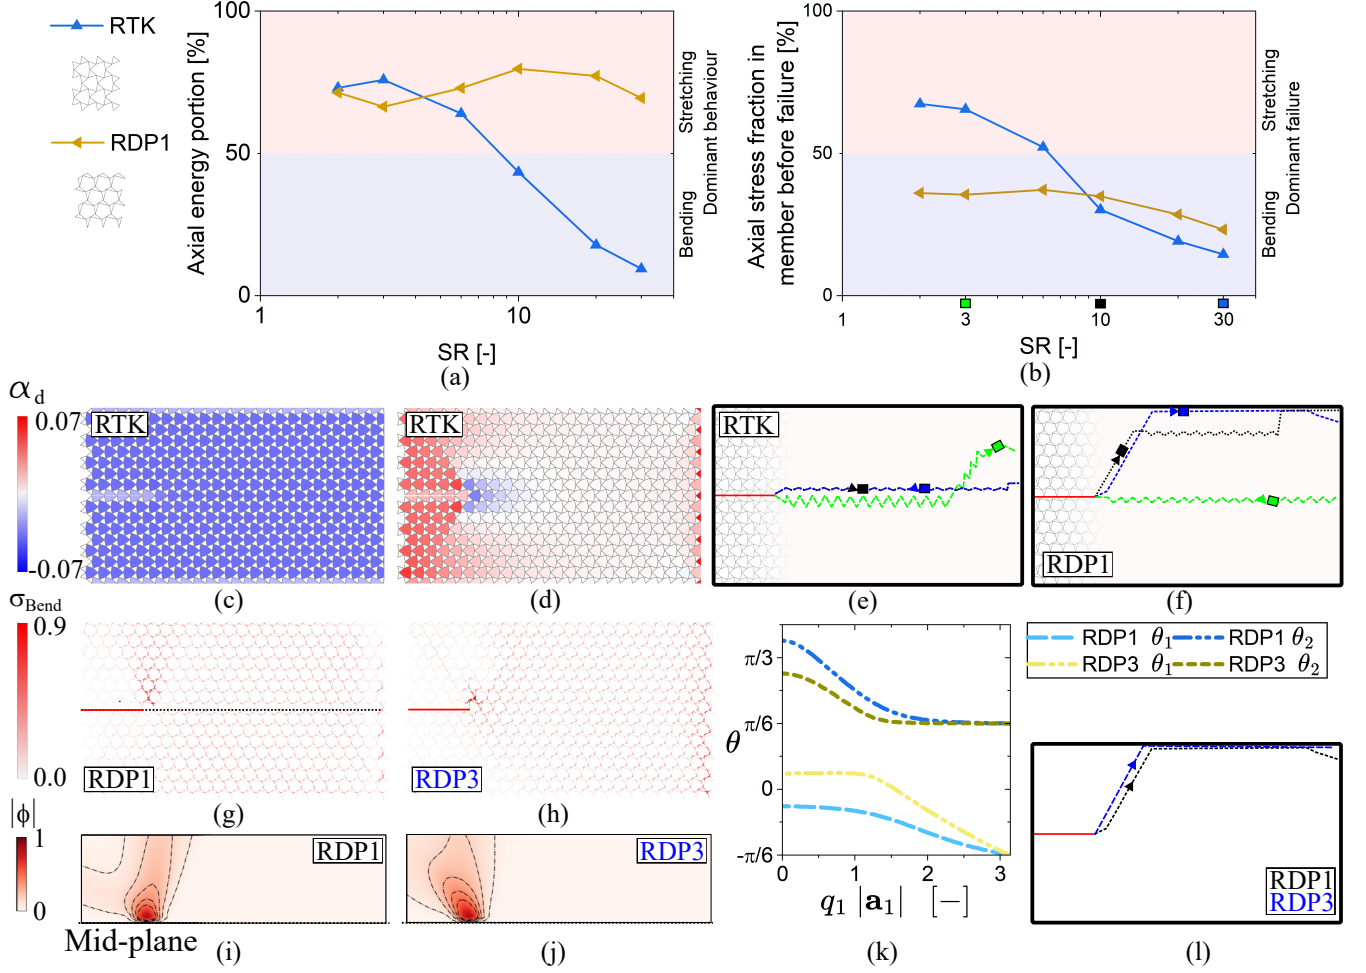 RTK
RDP1
100
50
0
Axial energy portion [%]
Bending Stretching
Dominant behaviour
1
10
SR [-]
(a)
100
50
0
Axial stress fraction in
member before failure [%]
Bending Stretching
Dominant failure
1
3
10
30
SR [-]
(b)
α_d
0.07
-0.07
RTK
(c)
RTK
(d)
RTK
(e)
RDP1
(f)
σ_Bend
0.9
0.0
RDP1
(g)
RDP3
(h)
|ϕ|
1
0
RDP1
Mid-plane
(i)
RDP3
(j)
π/3
π/6
0
-π/6
θ
0
1
2
3
q₁ |a₁| [−]
(k)
RDP1 θ₁
RDP1 θ₂
RDP3 θ₁
RDP3 θ₂
RDP1
RDP3
(l)